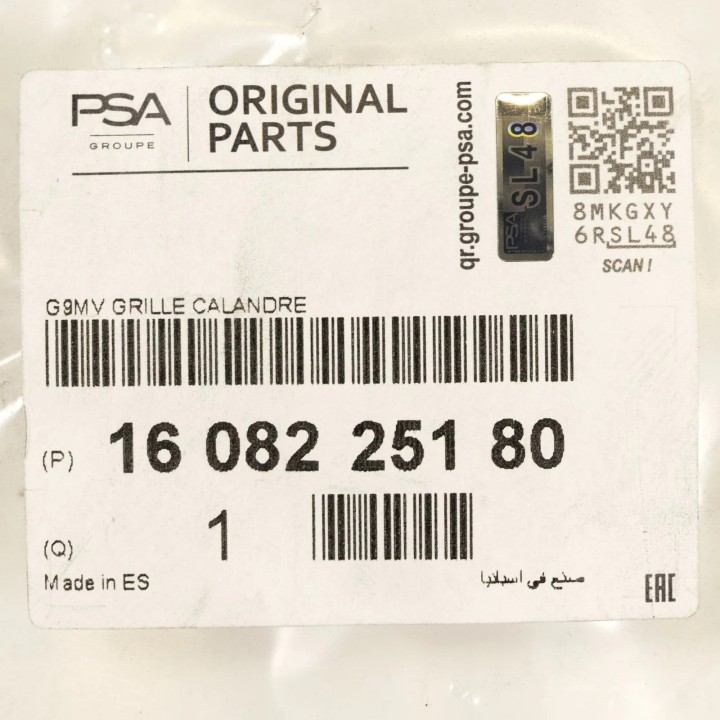 PSA
GROUPE
ORIGINAL
PARTS
qr.groupe-psa.com
PSA SL48
8MKGXY
6RSL48
SCAN !
G9MV GRILLE CALANDRE
(P) 16 082 251 80
(Q) 1
Made in ES
صنع في اسبانيا
EAC